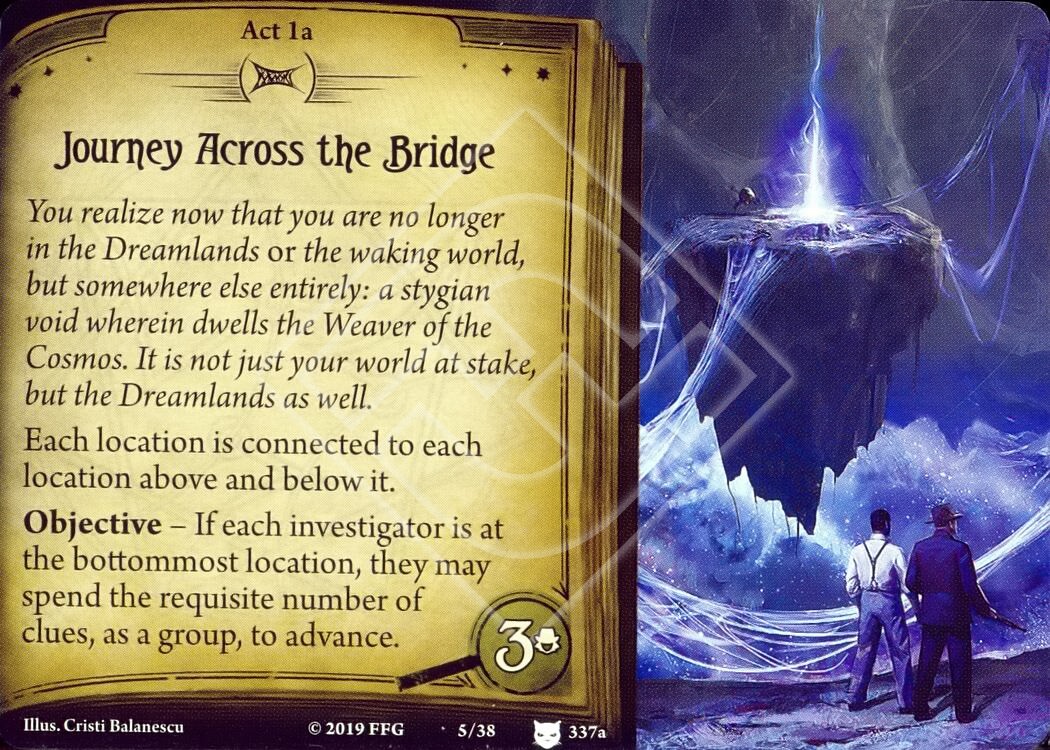 Act 1a
Journey Across the Bridge
You realize now that you are no longer
in the Dreamlands or the waking world,
but somewhere else entirely: a stygian
void wherein dwells the Weaver of the
Cosmos. It is not just your world at stake,
but the Dreamlands as well.
Each location is connected to each
location above and below it.
Objective – If each investigator is at
the bottommost location, they may
spend the requisite number of
clues, as a group, to advance.
3
Illus. Cristi Balanescu
© 2019 FFG
5/38
337a